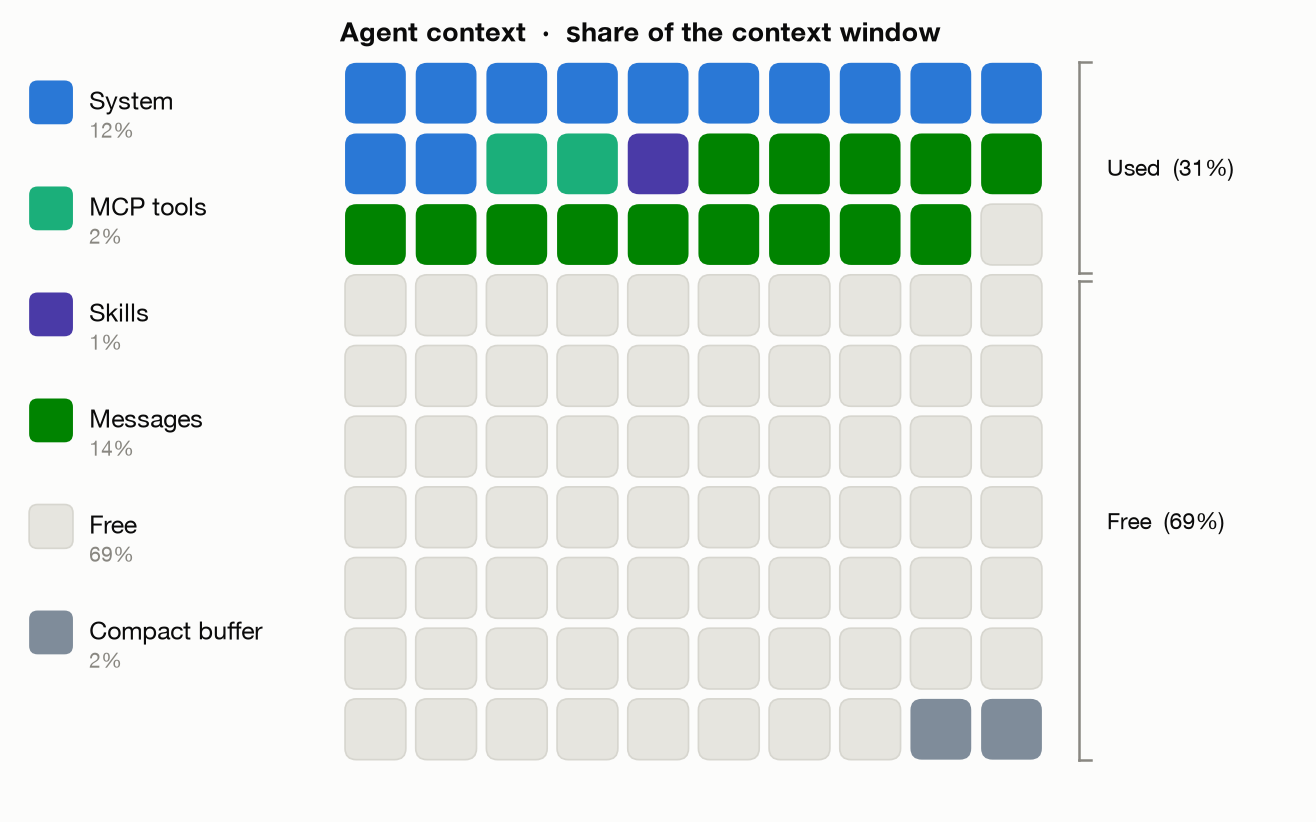 Agent context · share of the context window
System
12%
MCP tools
2%
Skills
1%
Messages
14%
Free
69%
Compact buffer
2%
Used (31%)
Free (69%)